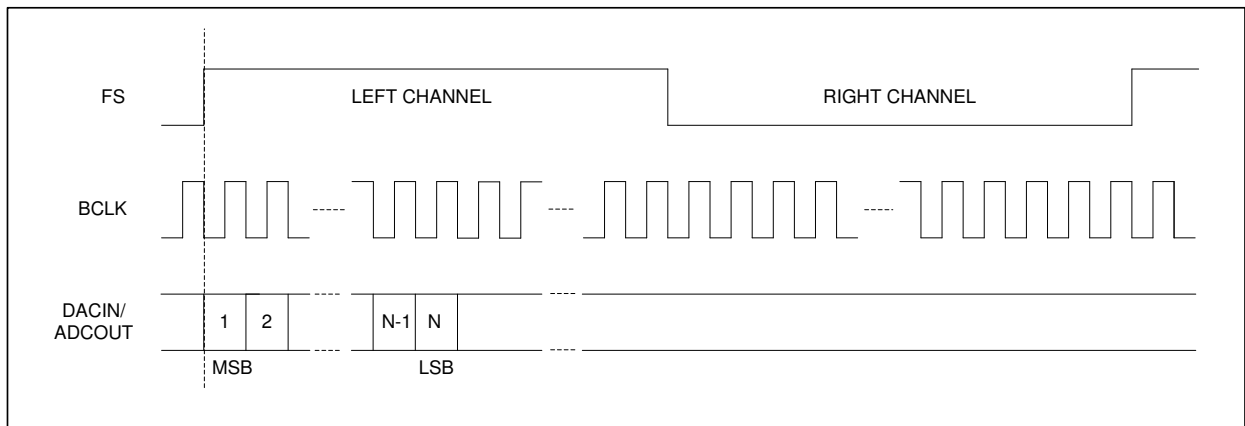 FS
LEFT CHANNEL
RIGHT CHANNEL
BCLK
DACIN/
ADCOUT
1
2
N-1
N
MSB
LSB